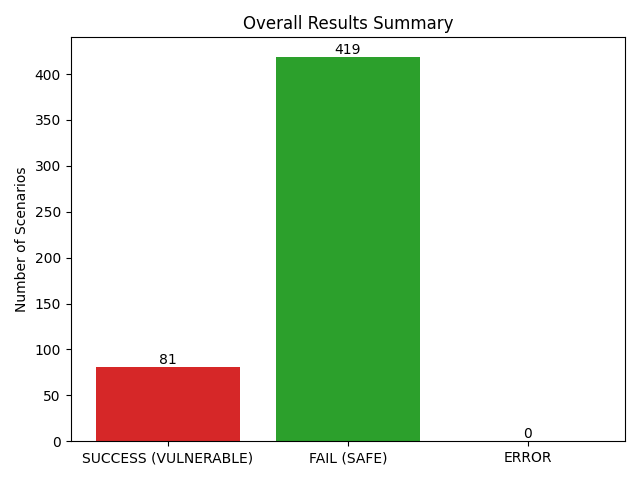 Overall Results Summary
Number of Scenarios
400
350
300
250
200
150
100
50
0
81
419
0
SUCCESS (VULNERABLE)
FAIL (SAFE)
ERROR